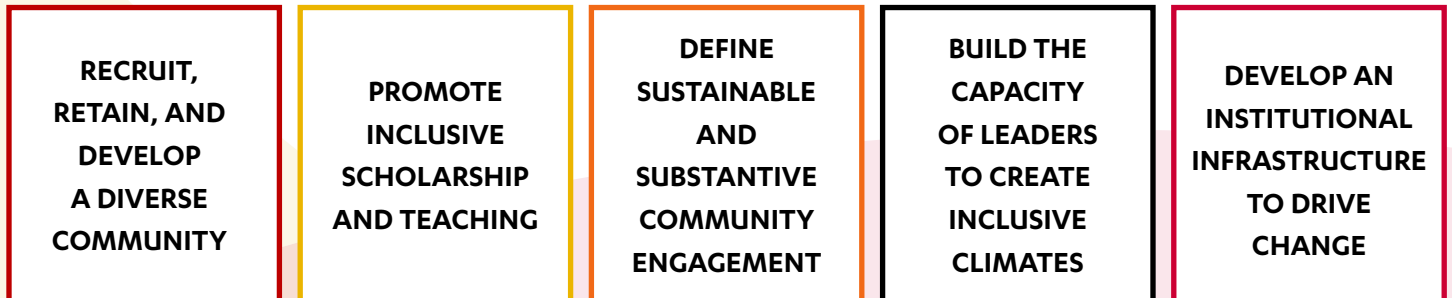 RECRUIT,
RETAIN, AND
DEVELOP
A DIVERSE
COMMUNITY
PROMOTE
INCLUSIVE
SCHOLARSHIP
AND TEACHING
DEFINE
SUSTAINABLE
AND
SUBSTANTIVE
COMMUNITY
ENGAGEMENT
BUILD THE
CAPACITY
OF LEADERS
TO CREATE
INCLUSIVE
CLIMATES
DEVELOP AN
INSTITUTIONAL
INFRASTRUCTURE
TO DRIVE
CHANGE